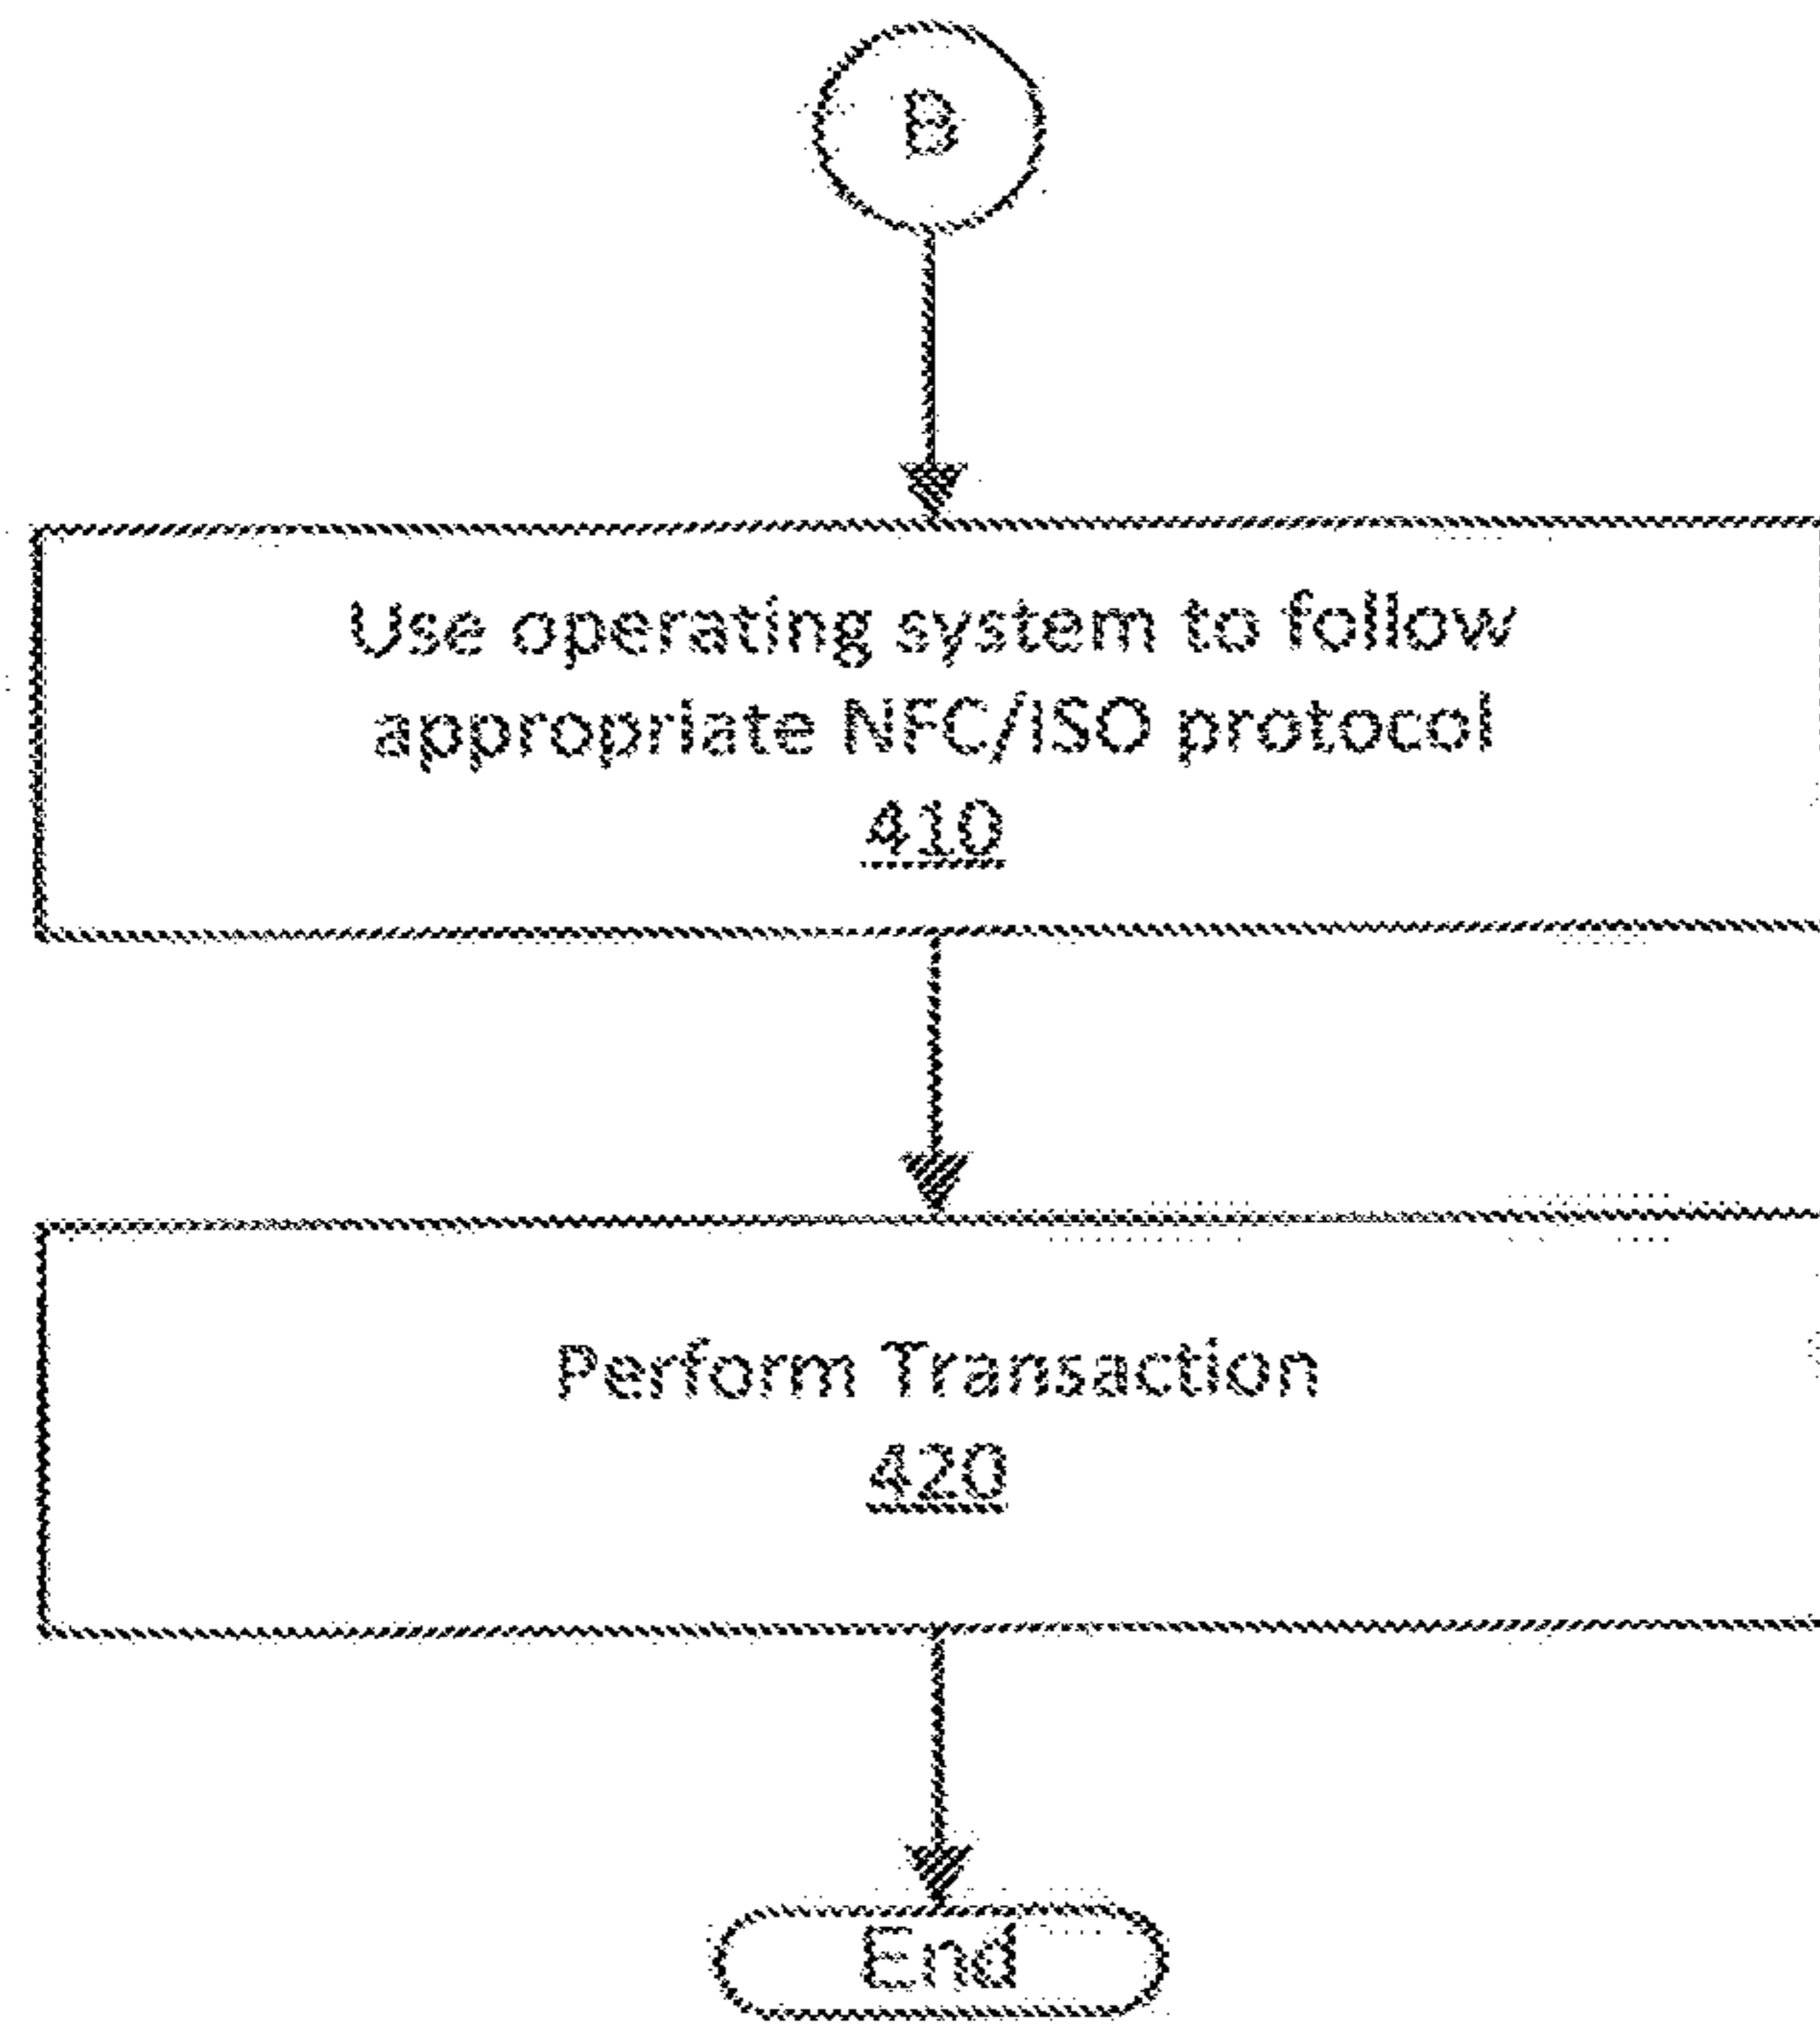 B
Use operating system to follow
appropriate NFC/ISO protocol
410
Perform Transaction
420
End